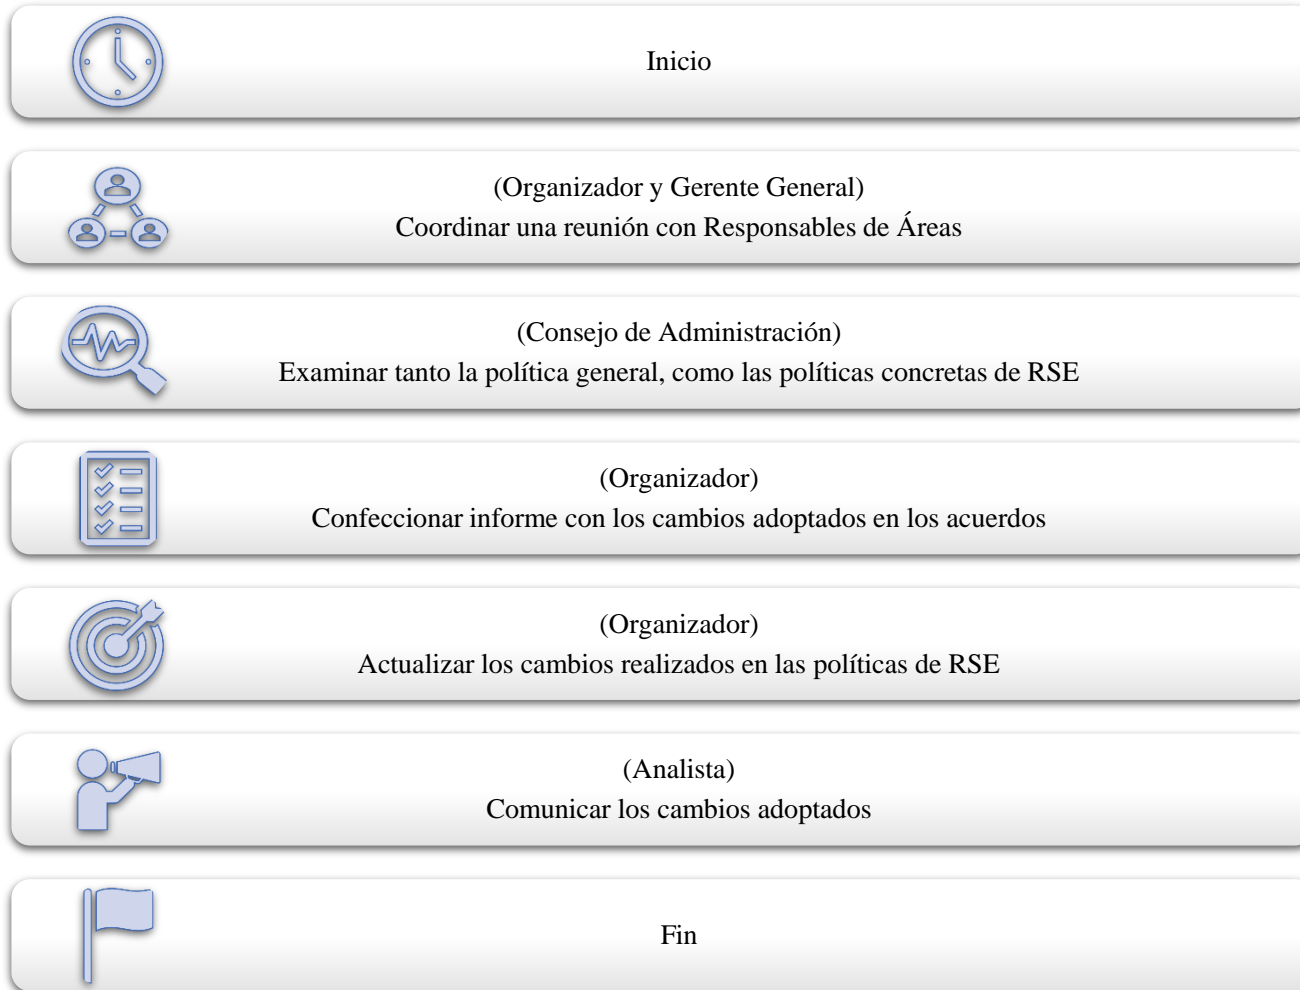 Inicio
(Organizador y Gerente General)
Coordinar una reunión con Responsables de Áreas
(Consejo de Administración)
Examinar tanto la política general, como las políticas concretas de RSE
(Organizador)
Confeccionar informe con los cambios adoptados en los acuerdos
(Organizador)
Actualizar los cambios realizados en las políticas de RSE
(Analista)
Comunicar los cambios adoptados
Fin